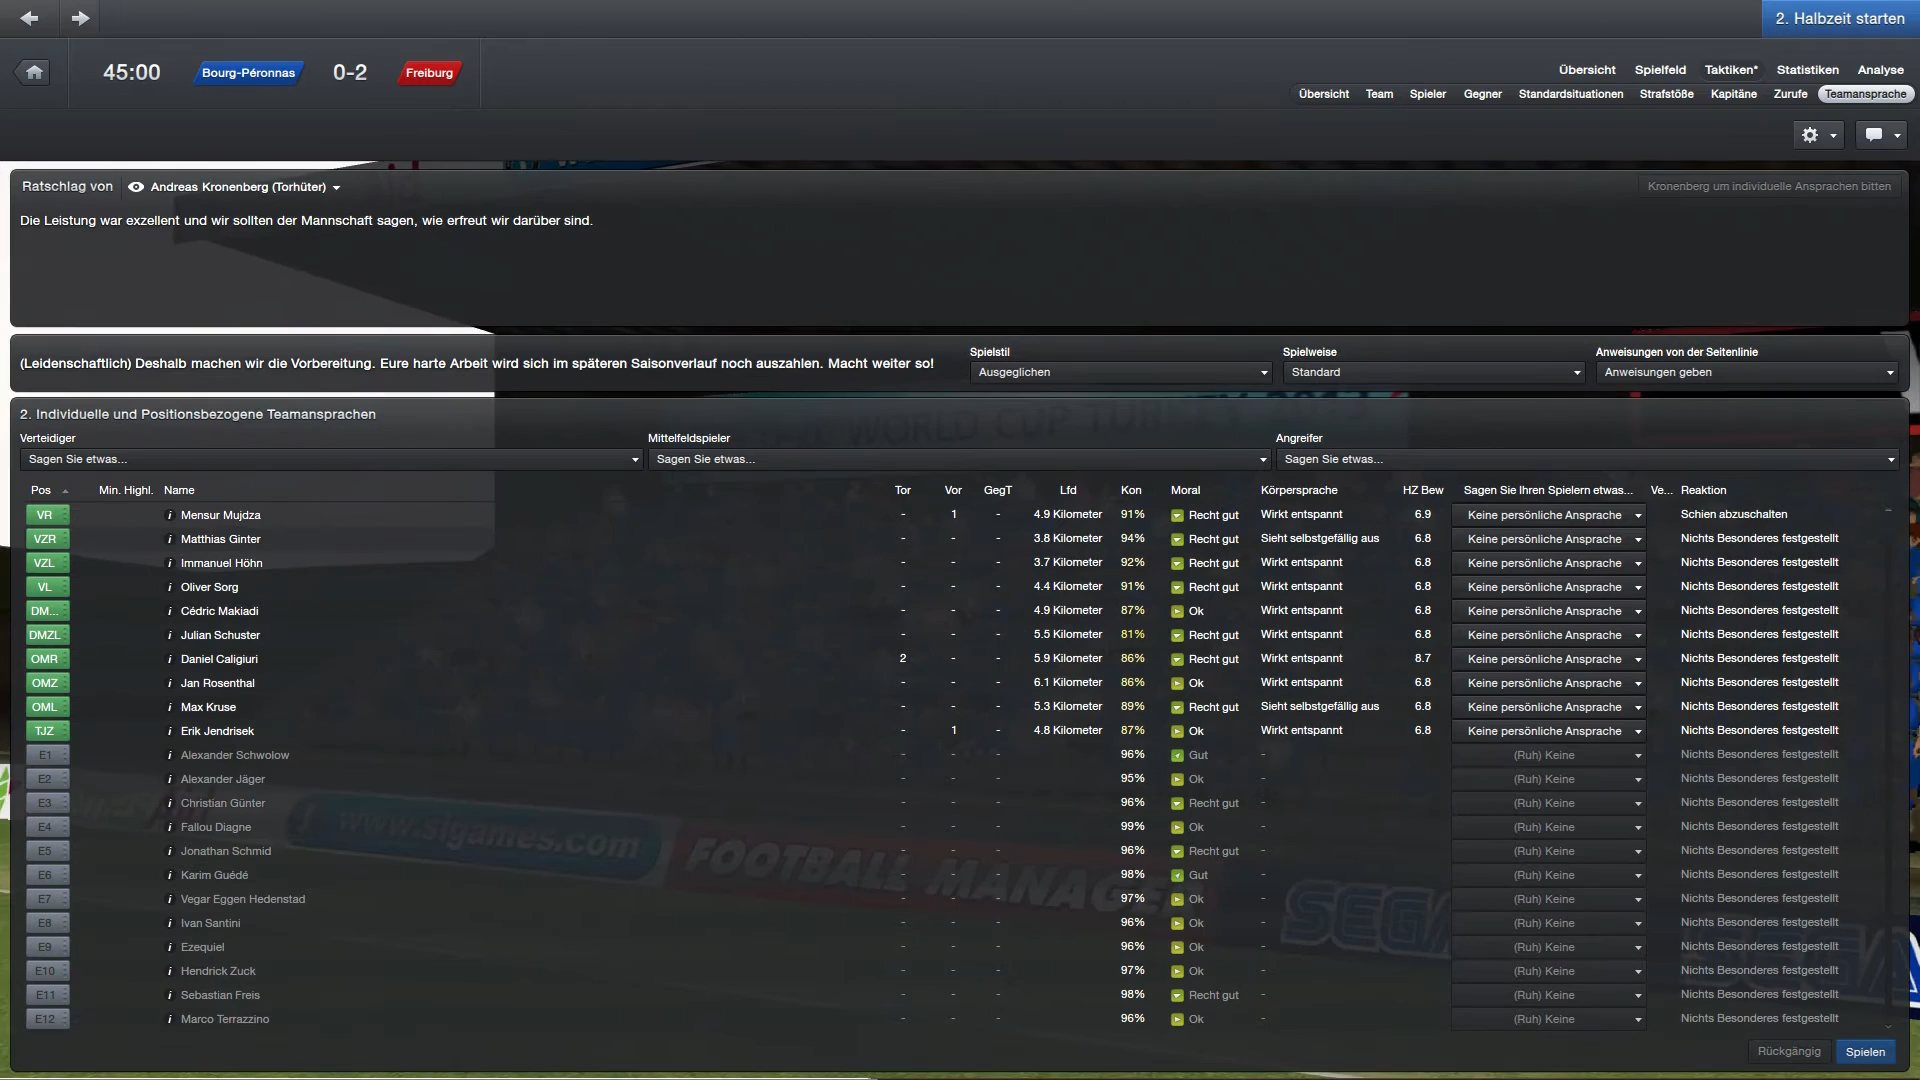 2. Halbzeit starten
45:00 Bourg-Péronnas 0-2 Freiburg
Übersicht Spielfeld Taktiken* Statistiken Analyse
Übersicht Team Spieler Gegner Standardsituationen Strafstöße Kapitäne Zurufe Teamansprache
Ratschlag von Andreas Kronenberg (Torhüter) Kronenberg um individuelle Ansprachen bitten
Die Leistung war exzellent und wir sollten der Mannschaft sagen, wie erfreut wir darüber sind.
(Leidenschaftlich) Deshalb machen wir die Vorbereitung. Eure harte Arbeit wird sich im späteren Saisonverlauf noch auszahlen. Macht weiter so!
Spielstil Spielweise Anweisungen von der Seitenlinie
Ausgeglichen Standard Anweisungen geben
2. Individuelle und Positionsbezogene Teamansprachen
Verteidiger Mittelfeldspieler Angreifer
Sagen Sie etwas... Sagen Sie etwas... Sagen Sie etwas...
Pos Min. Highl. Name Tor Vor GegT Lfd Kon Moral Körpersprache HZ Bew Sagen Sie Ihren Spielern etwas... Ve... Reaktion
VR i Mensur Mujdza - 1 - 4.9 Kilometer 91% Recht gut Wirkt entspannt 6.9 Keine persönliche Ansprache Schien abzuschalten
VZR i Matthias Ginter - - - 3.8 Kilometer 94% Recht gut Sieht selbstgefällig aus 6.8 Keine persönliche Ansprache Nichts Besonderes festgestellt
VZL i Immanuel Höhn - - - 3.7 Kilometer 92% Recht gut Wirkt entspannt 6.8 Keine persönliche Ansprache Nichts Besonderes festgestellt
VL i Oliver Sorg - - - 4.4 Kilometer 91% Recht gut Wirkt entspannt 6.8 Keine persönliche Ansprache Nichts Besonderes festgestellt
DM... i Cédric Makiadi - - - 4.9 Kilometer 87% Ok Wirkt entspannt 6.8 Keine persönliche Ansprache Nichts Besonderes festgestellt
DMZL i Julian Schuster - - - 5.5 Kilometer 81% Recht gut Wirkt entspannt 6.8 Keine persönliche Ansprache Nichts Besonderes festgestellt
OMR i Daniel Caligiuri 2 - - 5.9 Kilometer 86% Recht gut Wirkt entspannt 8.7 Keine persönliche Ansprache Nichts Besonderes festgestellt
OMZ i Jan Rosenthal - - - 6.1 Kilometer 86% Ok Wirkt entspannt 6.8 Keine persönliche Ansprache Nichts Besonderes festgestellt
OML i Max Kruse - - - 5.3 Kilometer 89% Recht gut Sieht selbstgefällig aus 6.8 Keine persönliche Ansprache Nichts Besonderes festgestellt
TJZ i Erik Jendrisek - 1 - 4.8 Kilometer 87% Ok Wirkt entspannt 6.8 Keine persönliche Ansprache Nichts Besonderes festgestellt
E1 i Alexander Schwolow - - - 96% Gut - (Ruh) Keine Nichts Besonderes festgestellt
E2 i Alexander Jäger - - - 95% Ok - (Ruh) Keine Nichts Besonderes festgestellt
E3 i Christian Günter - - - 96% Recht gut - (Ruh) Keine Nichts Besonderes festgestellt
E4 i Fallou Diagne - - - 99% Ok - (Ruh) Keine Nichts Besonderes festgestellt
E5 i Jonathan Schmid - - - 96% Recht gut - (Ruh) Keine Nichts Besonderes festgestellt
E6 i Karim Guédé - - - 98% Gut - (Ruh) Keine Nichts Besonderes festgestellt
E7 i Vegar Eggen Hedenstad - - - 97% Ok - (Ruh) Keine Nichts Besonderes festgestellt
E8 i Ivan Santini - - - 96% Ok - (Ruh) Keine Nichts Besonderes festgestellt
E9 i Ezequiel - - - 96% Ok - (Ruh) Keine Nichts Besonderes festgestellt
E10 i Hendrick Zuck - - - 97% Ok - (Ruh) Keine Nichts Besonderes festgestellt
E11 i Sebastian Freis - - - 98% Recht gut - (Ruh) Keine Nichts Besonderes festgestellt
E12 i Marco Terrazzino - - - 96% Ok - (Ruh) Keine Nichts Besonderes festgestellt
WORLD CUP
www.sigames.com
FOOTBALL MANAGE
SEGA
Rückgängig Spielen